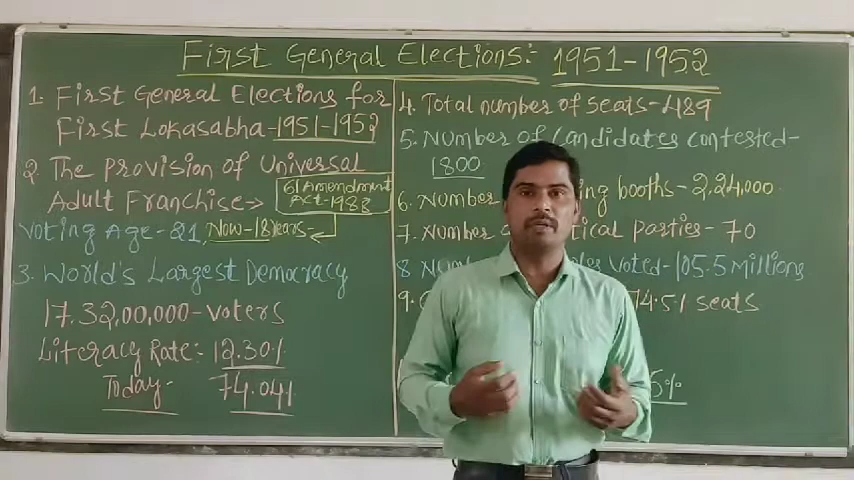 First General Elections:- 1951-1952
1. First General Elections for
First Lokasabha-1951-1952
2. The provision of Universal
Adult Franchise→
61 Amendment
Act-1988
Voting Age-21, Now-18 Years
3. World's Largest Democracy
17,32,00,000-voters
Literacy Rate:- 12.30%
Today- 74.04%
4. Total number of seats-489
5. Number of Candidates contested-
1800
6. Number ing booths-2,24,000
7. Number tical parties-70
8. Voted-105.5 Millions
9. 74.5% seats
5%